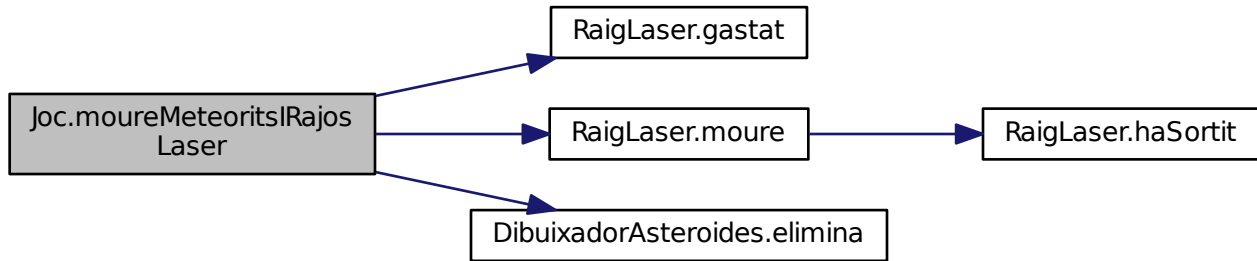 RaigLaser.gastat
Joc.moureMeteoritsIRajos
Laser
RaigLaser.moure
RaigLaser.haSortit
DibuixadorAsteroides.elimina